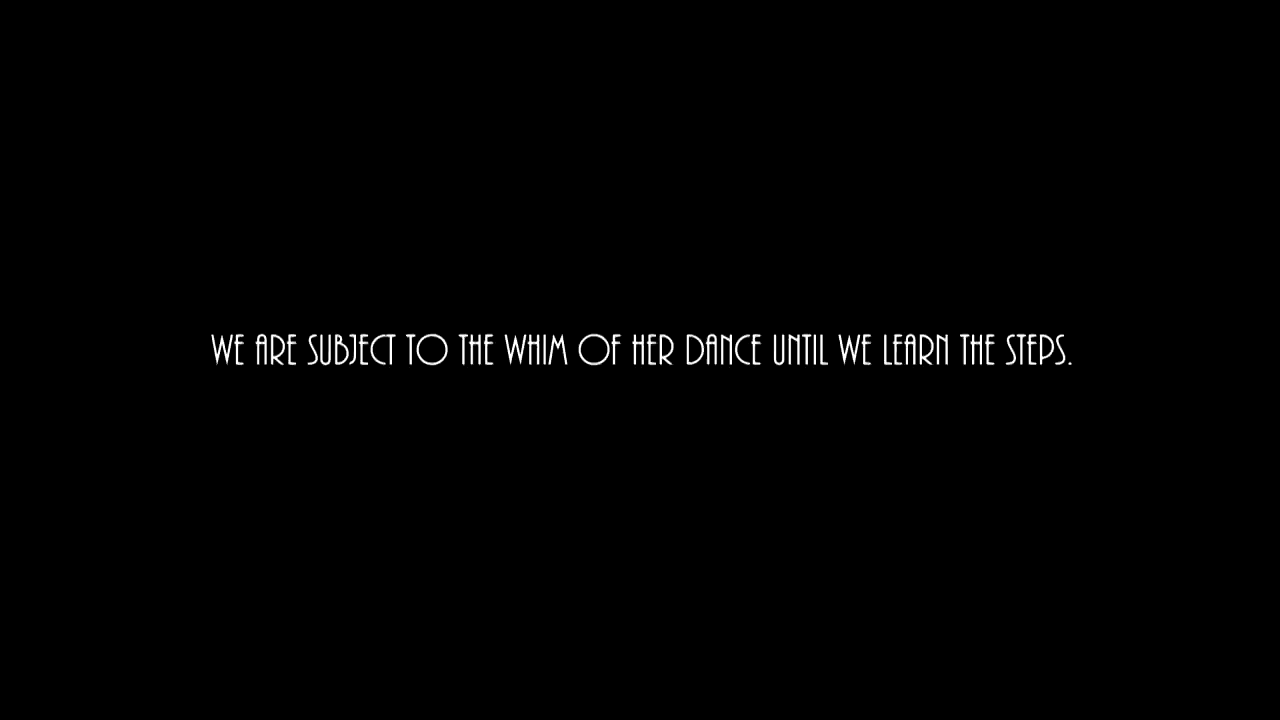 WE ARE SUBJECT TO THE WHIM OF HER DANCE UNTIL WE LEARN THE STEPS.